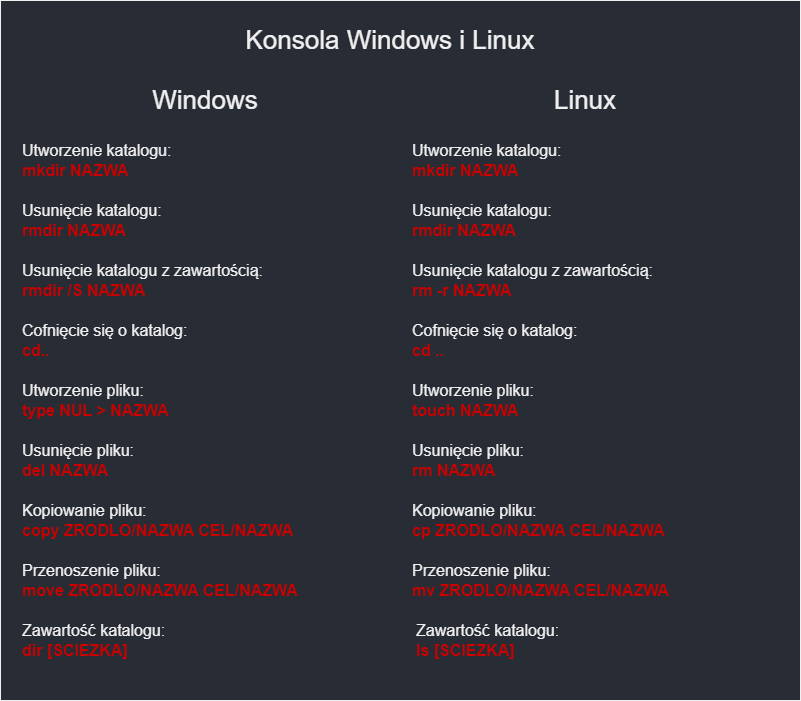 Konsola Windows i Linux
Windows
Utworzenie katalogu:
mkdir NAZWA
Usunięcie katalogu:
rmdir NAZWA
Usunięcie katalogu z zawartością:
rmdir /S NAZWA
Cofnięcie się o katalog:
cd..
Utworzenie pliku:
type NUL > NAZWA
Usunięcie pliku:
del NAZWA
Kopiowanie pliku:
copy ZRODLO/NAZWA CEL/NAZWA
Przenoszenie pliku:
move ZRODLO/NAZWA CEL/NAZWA
Zawartość katalogu:
dir [SCIEZKA]
Linux
Utworzenie katalogu:
mkdir NAZWA
Usunięcie katalogu:
rmdir NAZWA
Usunięcie katalogu z zawartością:
rm -r NAZWA
Cofnięcie się o katalog:
cd ..
Utworzenie pliku:
touch NAZWA
Usunięcie pliku:
rm NAZWA
Kopiowanie pliku:
cp ZRODLO/NAZWA CEL/NAZWA
Przenoszenie pliku:
mv ZRODLO/NAZWA CEL/NAZWA
Zawartość katalogu:
ls [SCIEZKA]